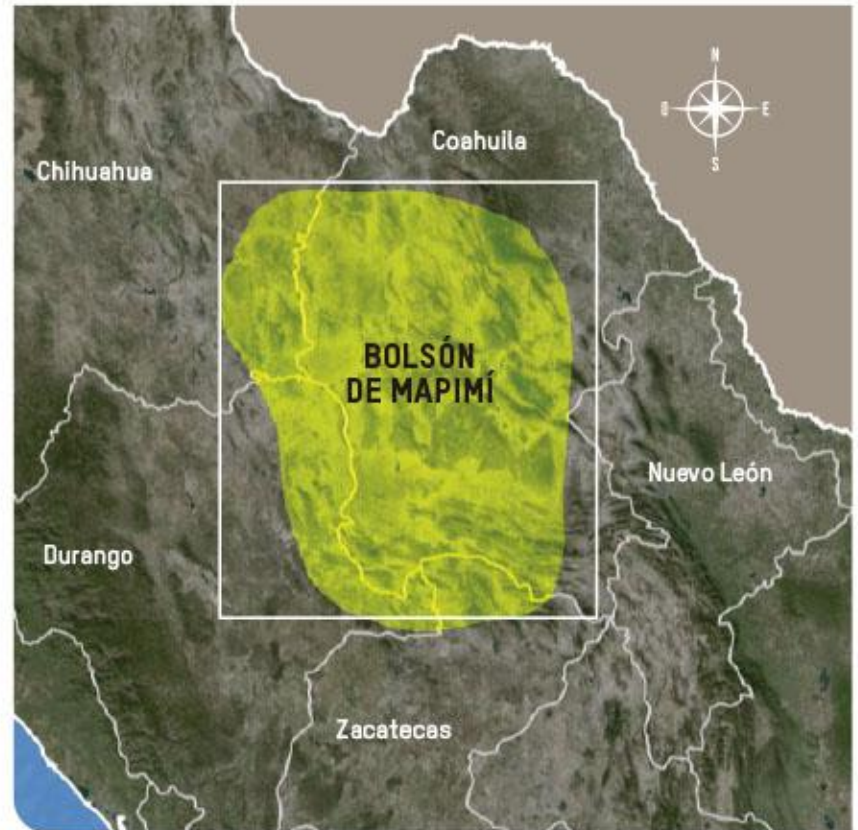 N
O
E
S
Coahuila
Chihuahua
BOLSÓN
DE MAPIMÍ
Nuevo León
Durango
Zacatecas